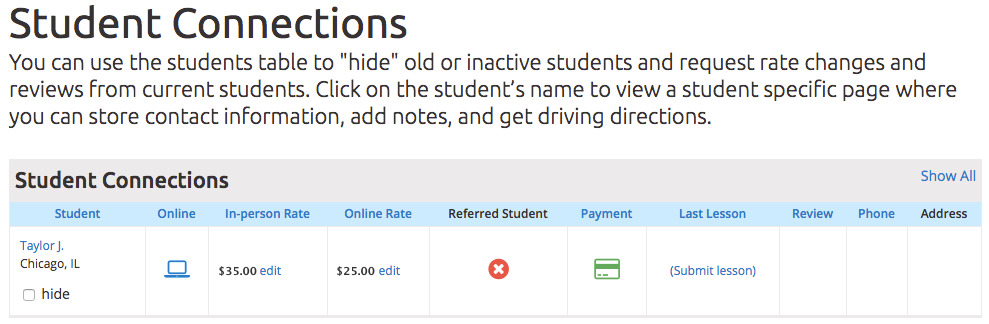 Student Connections
You can use the students table to "hide" old or inactive students and request rate changes and
reviews from current students. Click on the student’s name to view a student specific page where
you can store contact information, add notes, and get driving directions.
Student Connections Show All
Student Online In-person Rate Online Rate Referred Student Payment Last Lesson Review Phone Address
Taylor J.
Chicago, IL
$35.00 edit $25.00 edit (Submit lesson)
hide